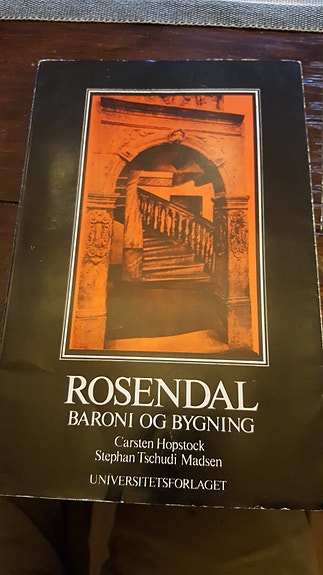 ROSENDAL
BARONI OG BYGNING
Carsten Hopstock
Stephan Tschudi Madsen
UNIVERSITETSFORLAGET